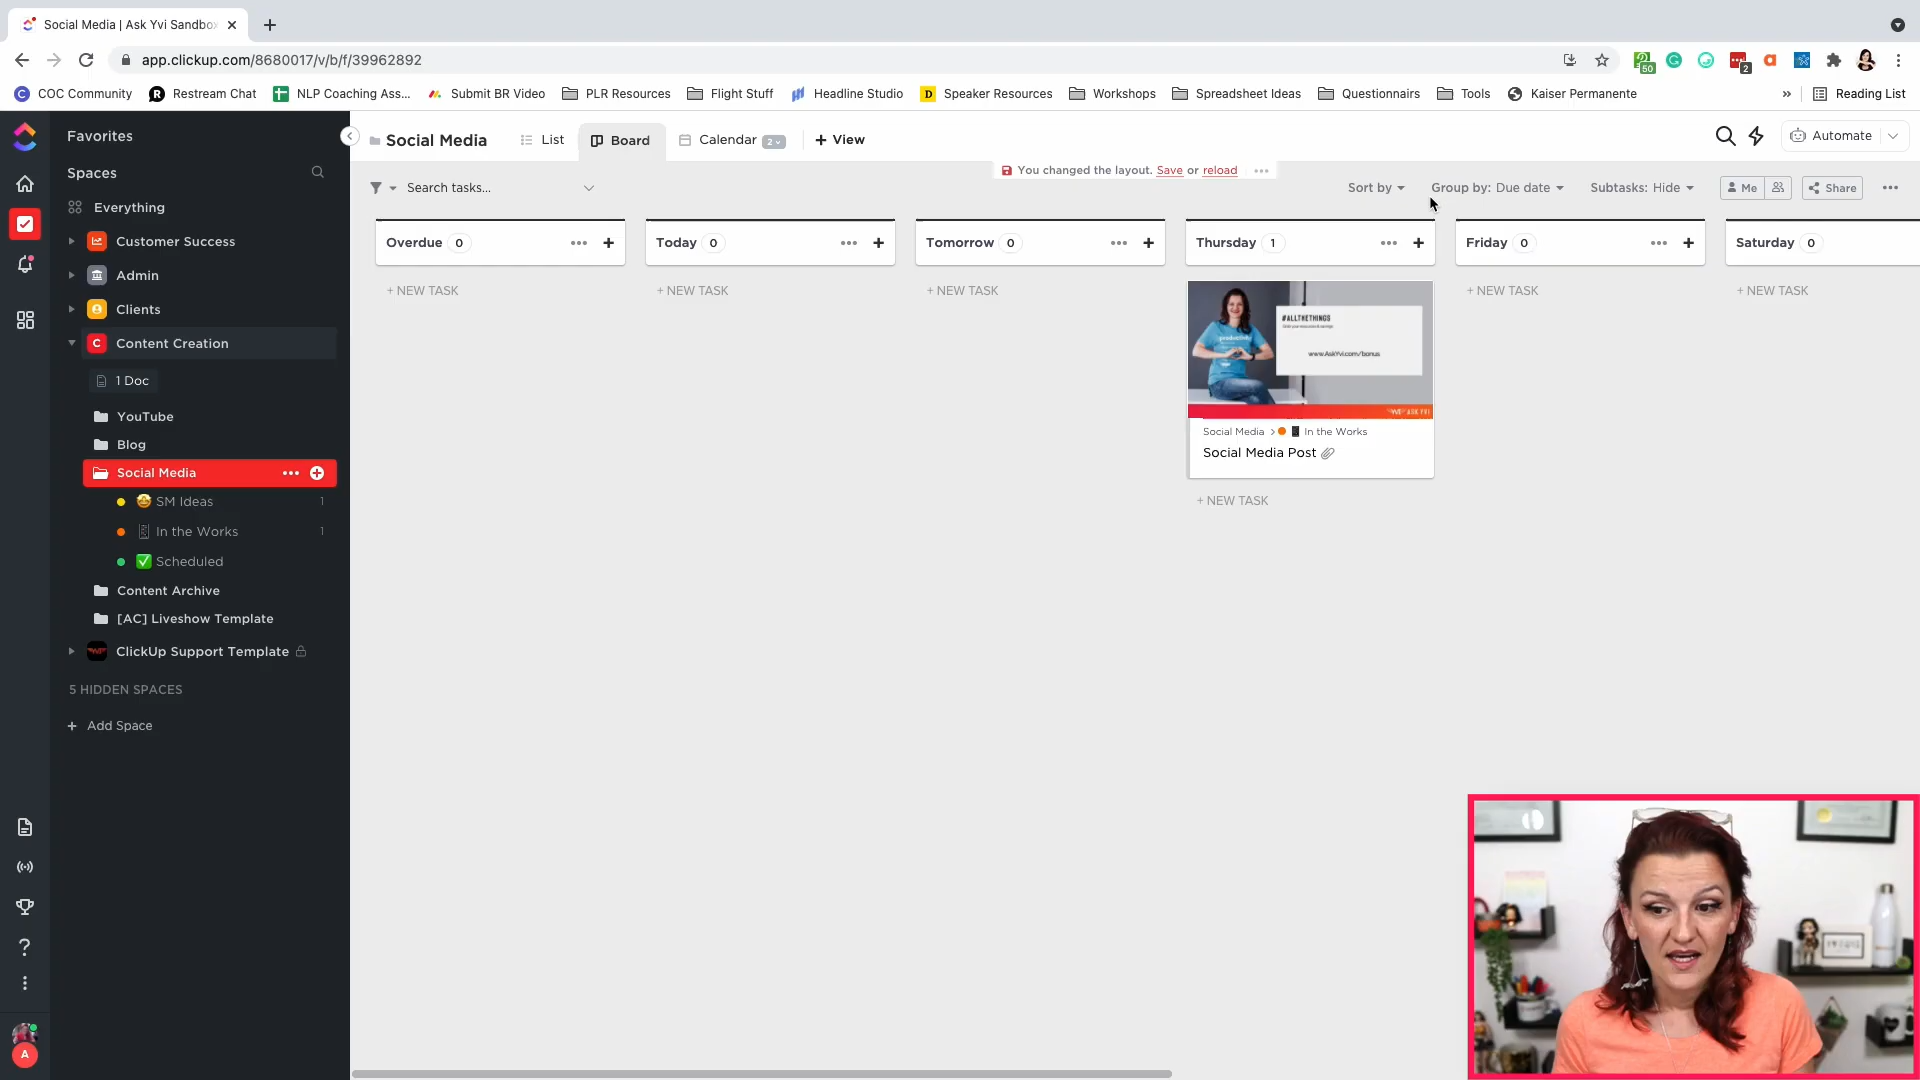 Social Media | Ask Yvi Sandbo
app.clickup.com/8680017/v/b/f/39962892
50
2
COC Community
Restream Chat
NLP Coaching Ass...
Submit BR Video
PLR Resources
Flight Stuff
Headline Studio
D
Speaker Resources
Workshops
Spreadsheet Ideas
Questionnairs
Tools
Kaiser Permanente
»
Reading List
Favorites
Spaces
Everything
Customer Success
Admin
Clients
C
Content Creation
1 Doc
YouTube
Blog
Social Media
SM Ideas 1
In the Works 1
Scheduled
Content Archive
[AC] Liveshow Template
ClickUp Support Template
5 HIDDEN SPACES
+ Add Space
A
Social Media
List
Board
Calendar 2
+ View
Automate
You changed the layout. Save or reload
Search tasks...
Sort by
Group by: Due date
Subtasks: Hide
Me
Share
Overdue 0
Today 0
Tomorrow 0
Thursday 1
Friday 0
Saturday 0
+ NEW TASK
+ NEW TASK
+ NEW TASK
+ NEW TASK
+ NEW TASK
#ALLTHETHINGS
www.AskYvi.com/bonus
ASK YVI
Social Media > In the Works
Social Media Post
+ NEW TASK